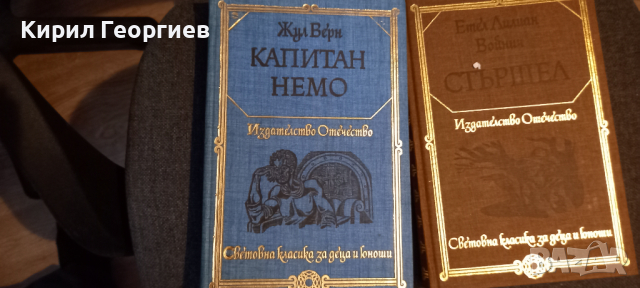 Кирил Георгиев
Жул Верн
КАПИТАН
НЕМО
Издателство Отечество
Световна класика за деца и юноши
Етел Лилиан
Войнич
СТЪРШЕЛ
Издателство Отечество
Световна класика за деца и юноши